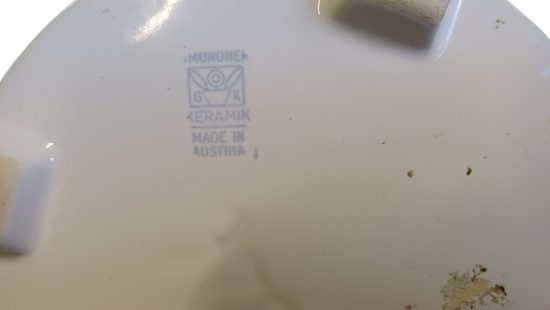 GMUNDNER
G K
KERAMIK
MADE IN
AUSTRIA